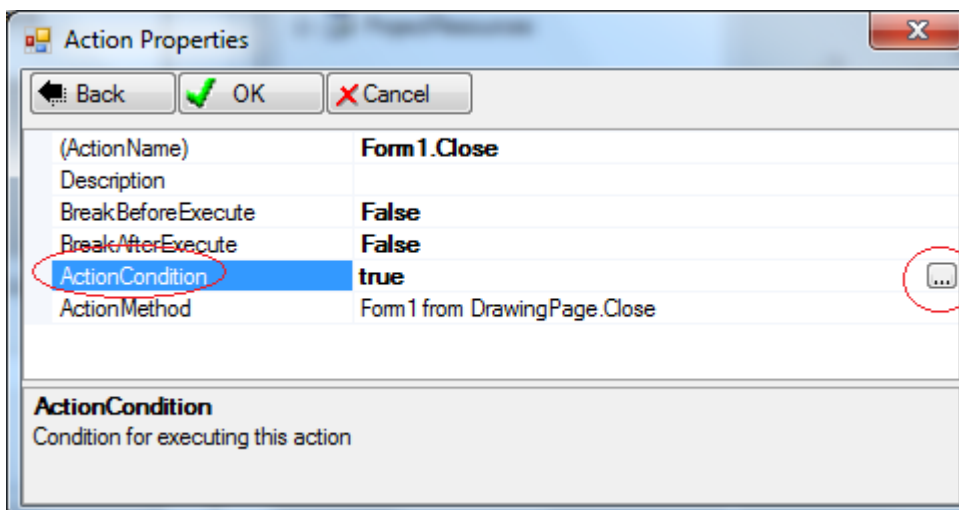 Action Properties
Back OK Cancel
(ActionName) Form1.Close
Description
BreakBeforeExecute False
BreakAfterExecute False
ActionCondition true
...
ActionMethod Form1 from DrawingPage.Close
ActionCondition
Condition for executing this action